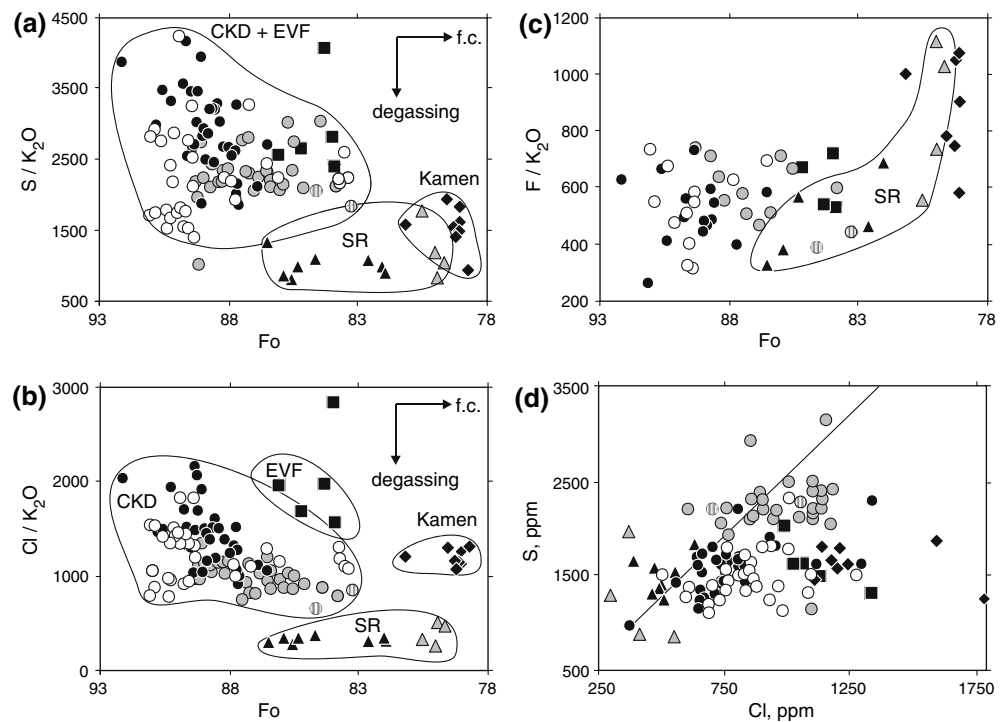 (a)
4500
3500
2500
1500
500
S / K2O
CKD + EVF
f.c.
degassing
SR
Kamen
93
88
83
78
Fo
(c)
1200
1000
800
600
400
200
F / K2O
SR
93
88
83
78
Fo
(b)
3000
2000
1000
0
Cl / K2O
CKD
EVF
f.c.
degassing
Kamen
SR
93
88
83
78
Fo
(d)
3500
2500
1500
500
S, ppm
250
750
1250
1750
Cl, ppm